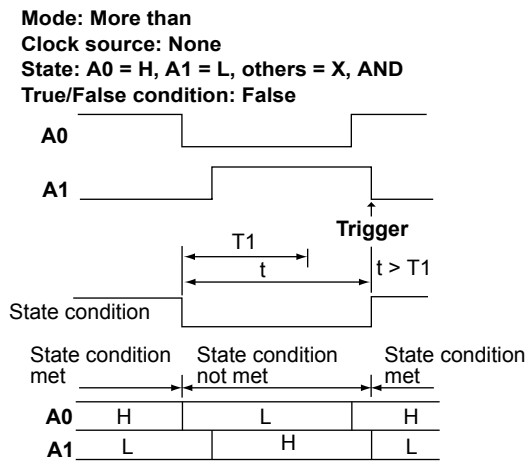 Mode: More than
Clock source: None
State: A0 = H, A1 = L, others = X, AND
True/False condition: False
A0
A1
Trigger
T1
t
t > T1
State condition
State condition met
State condition not met
State condition met
A0 H L H
A1 L H L